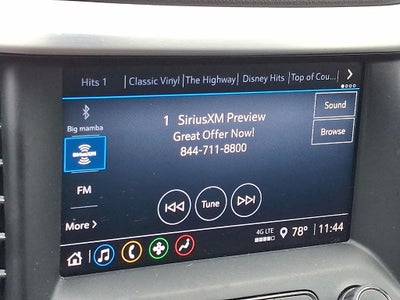 Hits 1 Classic Vinyl The Highway Disney Hits Top of Cou...
Big mamba
1 SiriusXM Preview
Great Offer Now!
844-711-8800
Sound
Browse
SiriusXM
FM
More >
Tune
4G LTE
78° 11:44